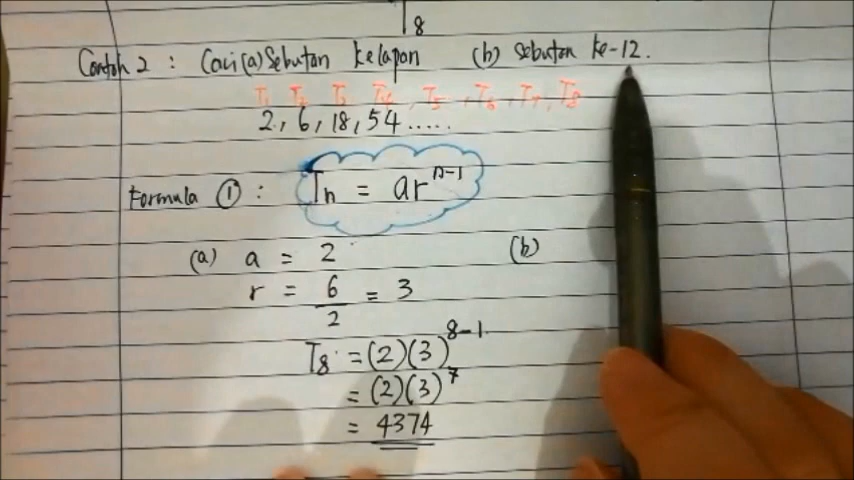 T8
Contoh 2 : Cari (a) Sebutan kelapan (b) Sebutan ke-12.
T1 T2 T3 T4, T5, T6, T7, T8
2, 6, 18, 54 .....
Formula ① : Tn = ar^(n-1)
(a) a = 2 (b)
r = 6/2 = 3
T8 = (2)(3)^(8-1)
= (2)(3)^7
= 4374